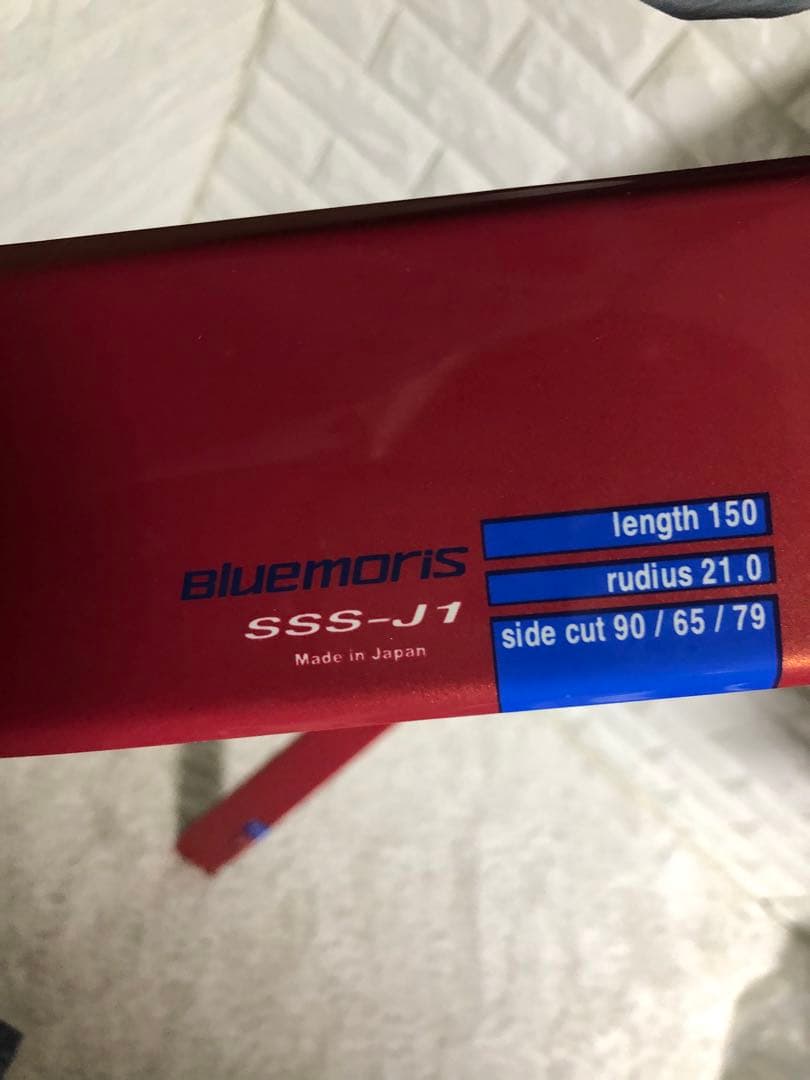 Bluemoris
SSS-J1
Made in Japan
length 150
rudius 21.0
side cut 90 / 65 / 79